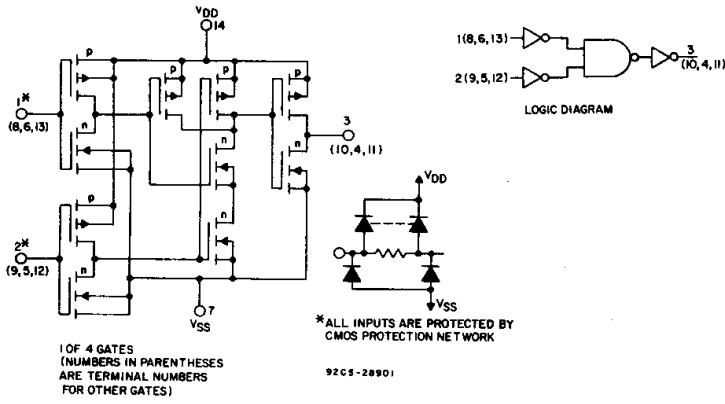 VDD
14
p
p
p
p
1*
(8,6,13)
n
3
(10,4,11)
n
n
p
n
2*
(9,5,12)
n
7
VSS
1 OF 4 GATES
(NUMBERS IN PARENTHESES
ARE TERMINAL NUMBERS
FOR OTHER GATES)
1(8,6,13)
2(9,5,12)
3
(10,4,11)
LOGIC DIAGRAM
VDD
VSS
*ALL INPUTS ARE PROTECTED BY
CMOS PROTECTION NETWORK
92CS-28901